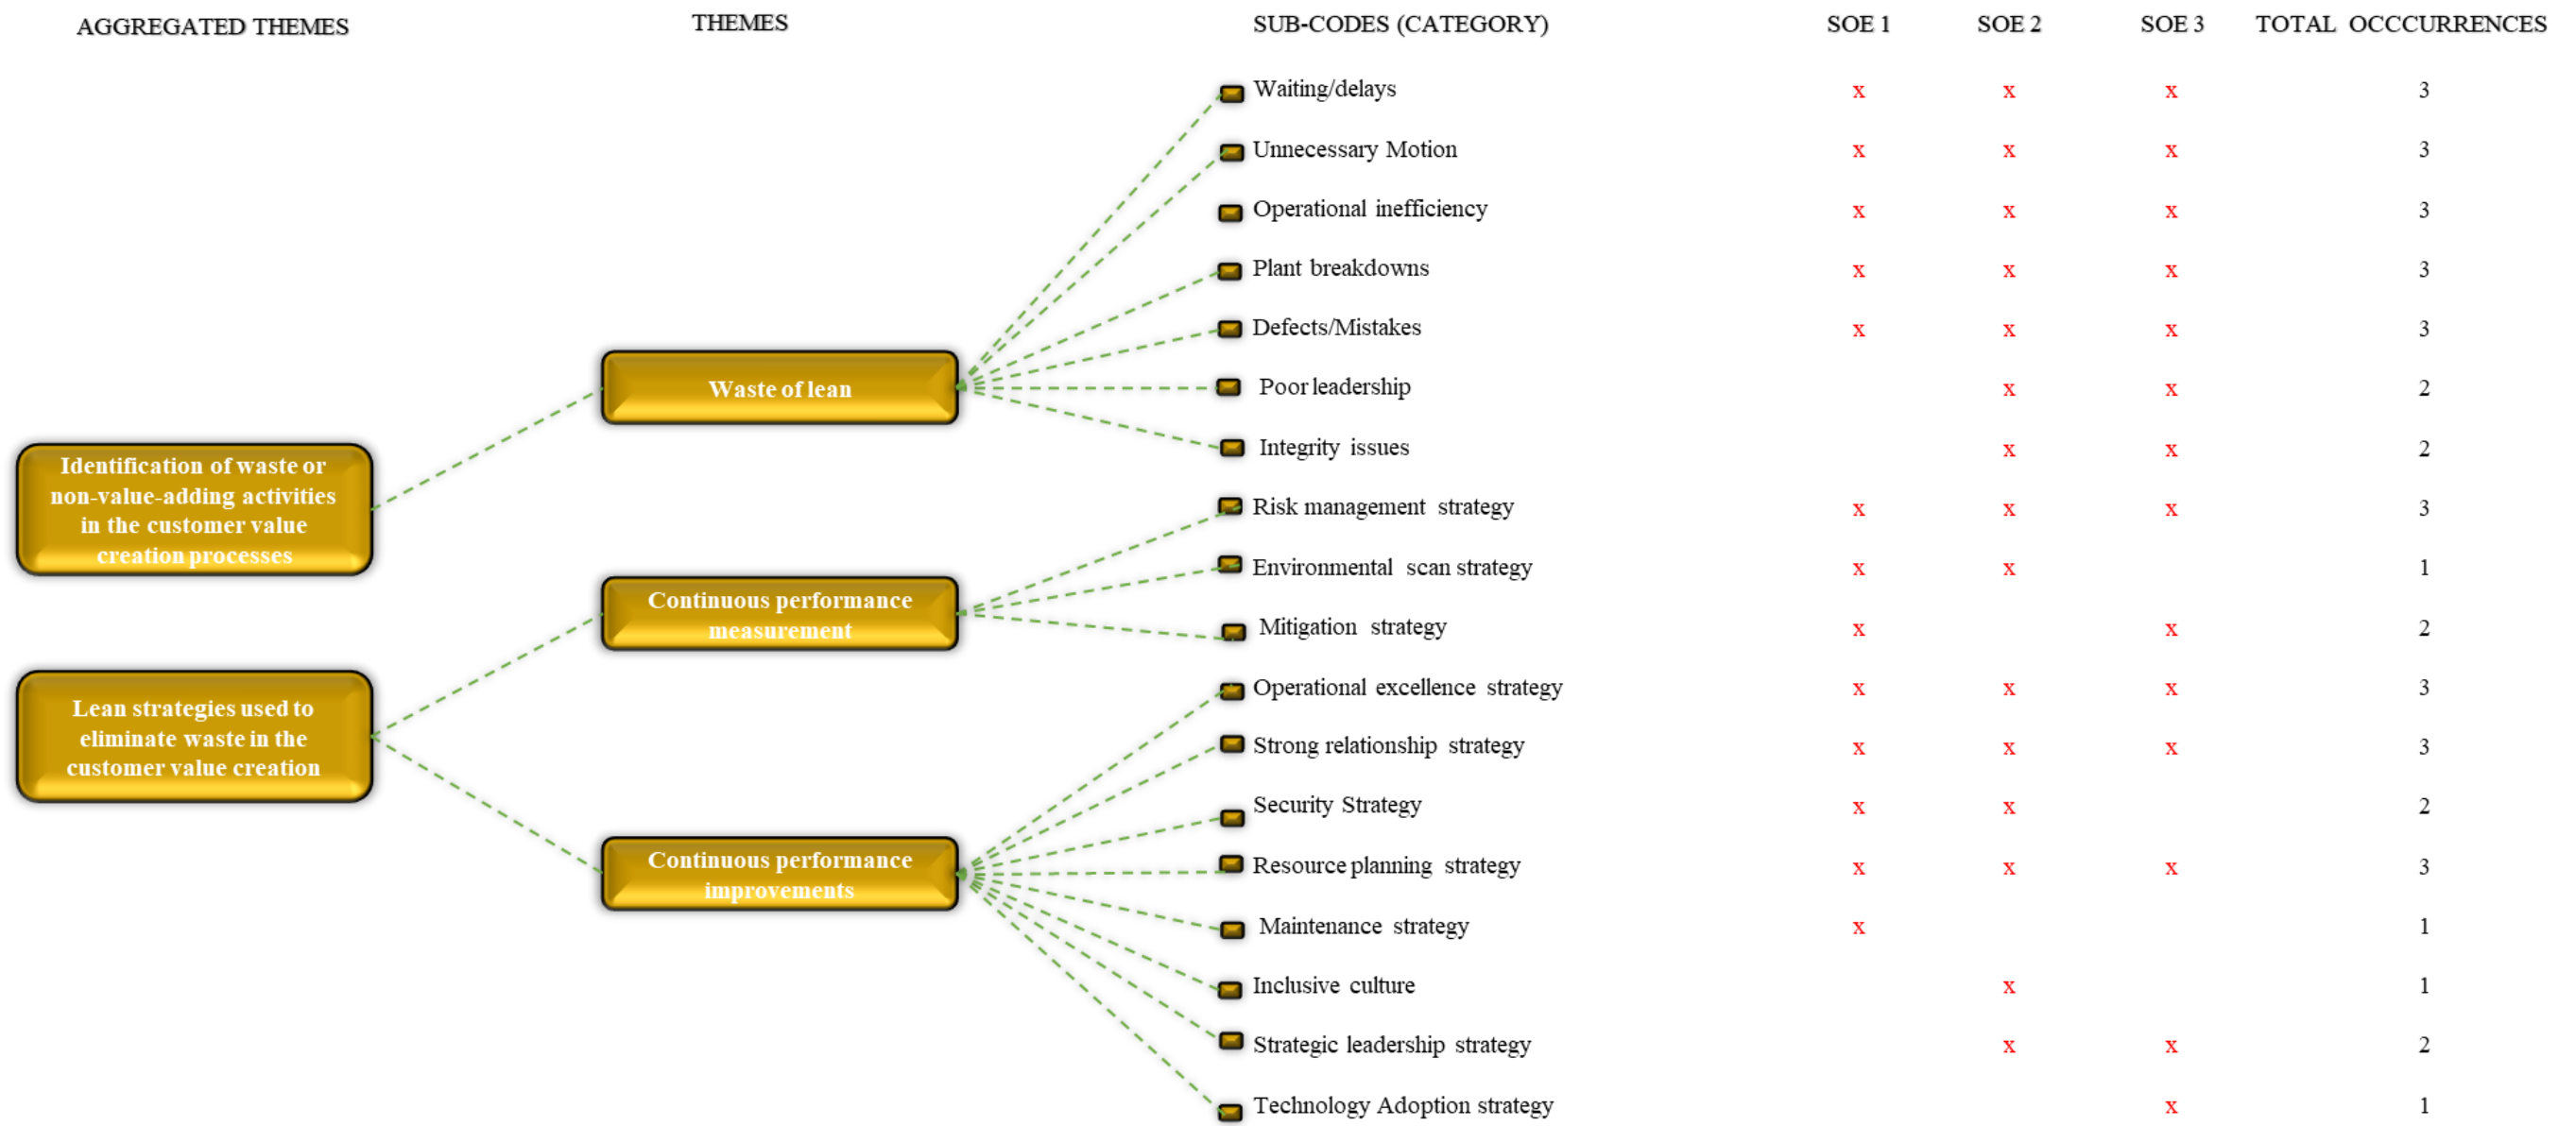 AGGREGATED THEMES THEMES SUB-CODES (CATEGORY) SOE 1 SOE 2 SOE 3 TOTAL OCCCURRENCES
Waiting/delays x x x 3
Unnecessary Motion x x x 3
Operational inefficiency x x x 3
Plant breakdowns x x x 3
Defects/Mistakes x x x 3
Waste of lean
Poor leadership x x 2
Integrity issues x x 2
Identification of waste or
non-value-adding activities
in the customer value
creation processes
Risk management strategy x x x 3
Environmental scan strategy x x 1
Continuous performance
measurement
Mitigation strategy x x 2
Lean strategies used to
eliminate waste in the
customer value creation
Operational excellence strategy x x x 3
Strong relationship strategy x x x 3
Security Strategy x x 2
Continuous performance
improvements
Resource planning strategy x x x 3
Maintenance strategy x 1
Inclusive culture x 1
Strategic leadership strategy x x 2
Technology Adoption strategy x 1